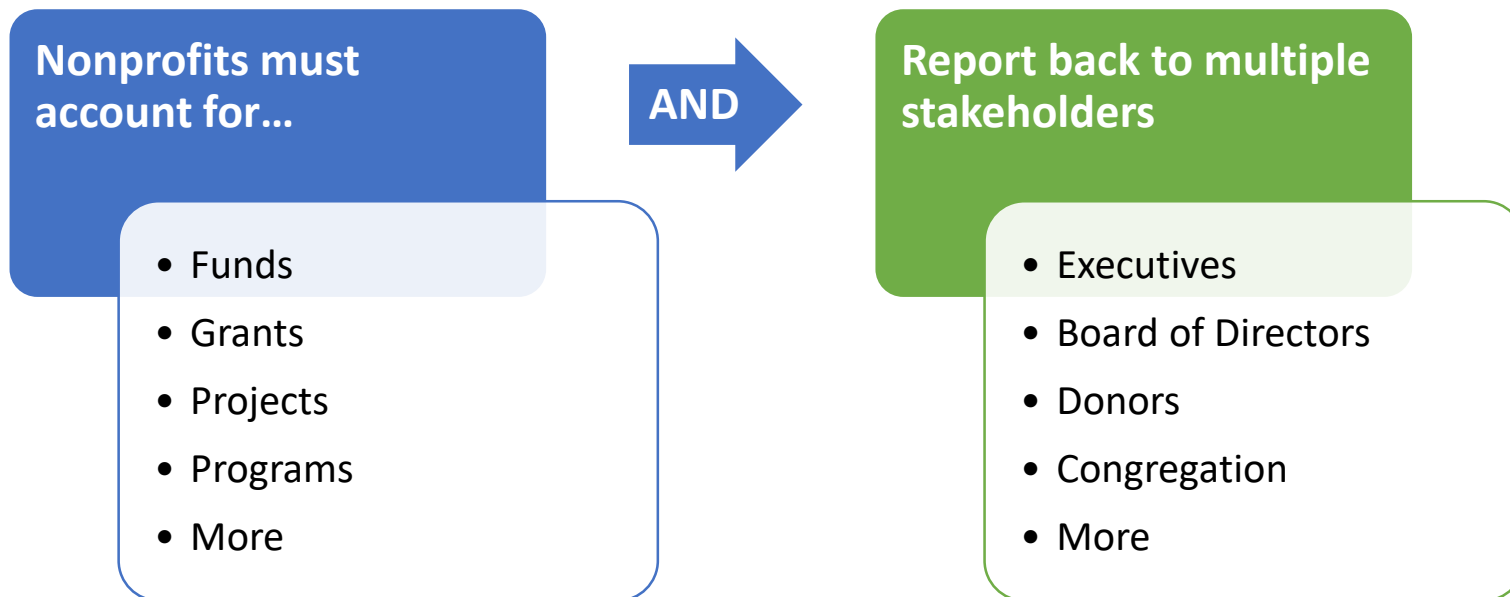 Nonprofits must
account for…
• Funds
• Grants
• Projects
• Programs
• More
AND
Report back to multiple
stakeholders
• Executives
• Board of Directors
• Donors
• Congregation
• More